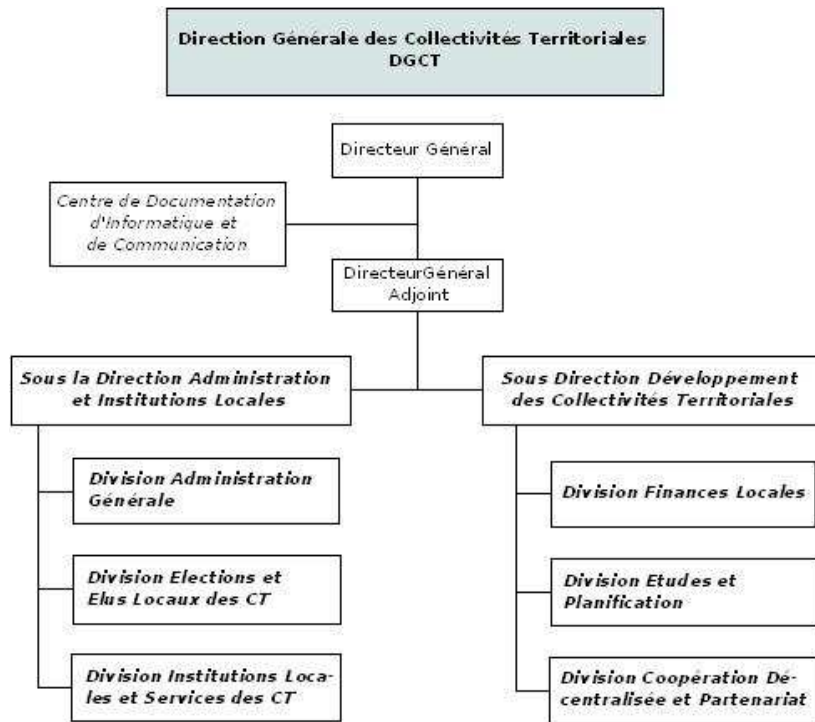 Direction Générale des Collectivités Territoriales
DGCT
Directeur Général
Centre de Documentation
d'Informatique et
de Communication
DirecteurGénéral
Adjoint
Sous la Direction Administration
et Institutions Locales
Sous Direction Développement
des Collectivités Territoriales
Division Administration
Générale
Division Elections et
Elus Locaux des CT
Division Institutions Loca-
les et Services des CT
Division Finances Locales
Division Etudes et
Planification
Division Coopération Dé-
centralisée et Partenariat